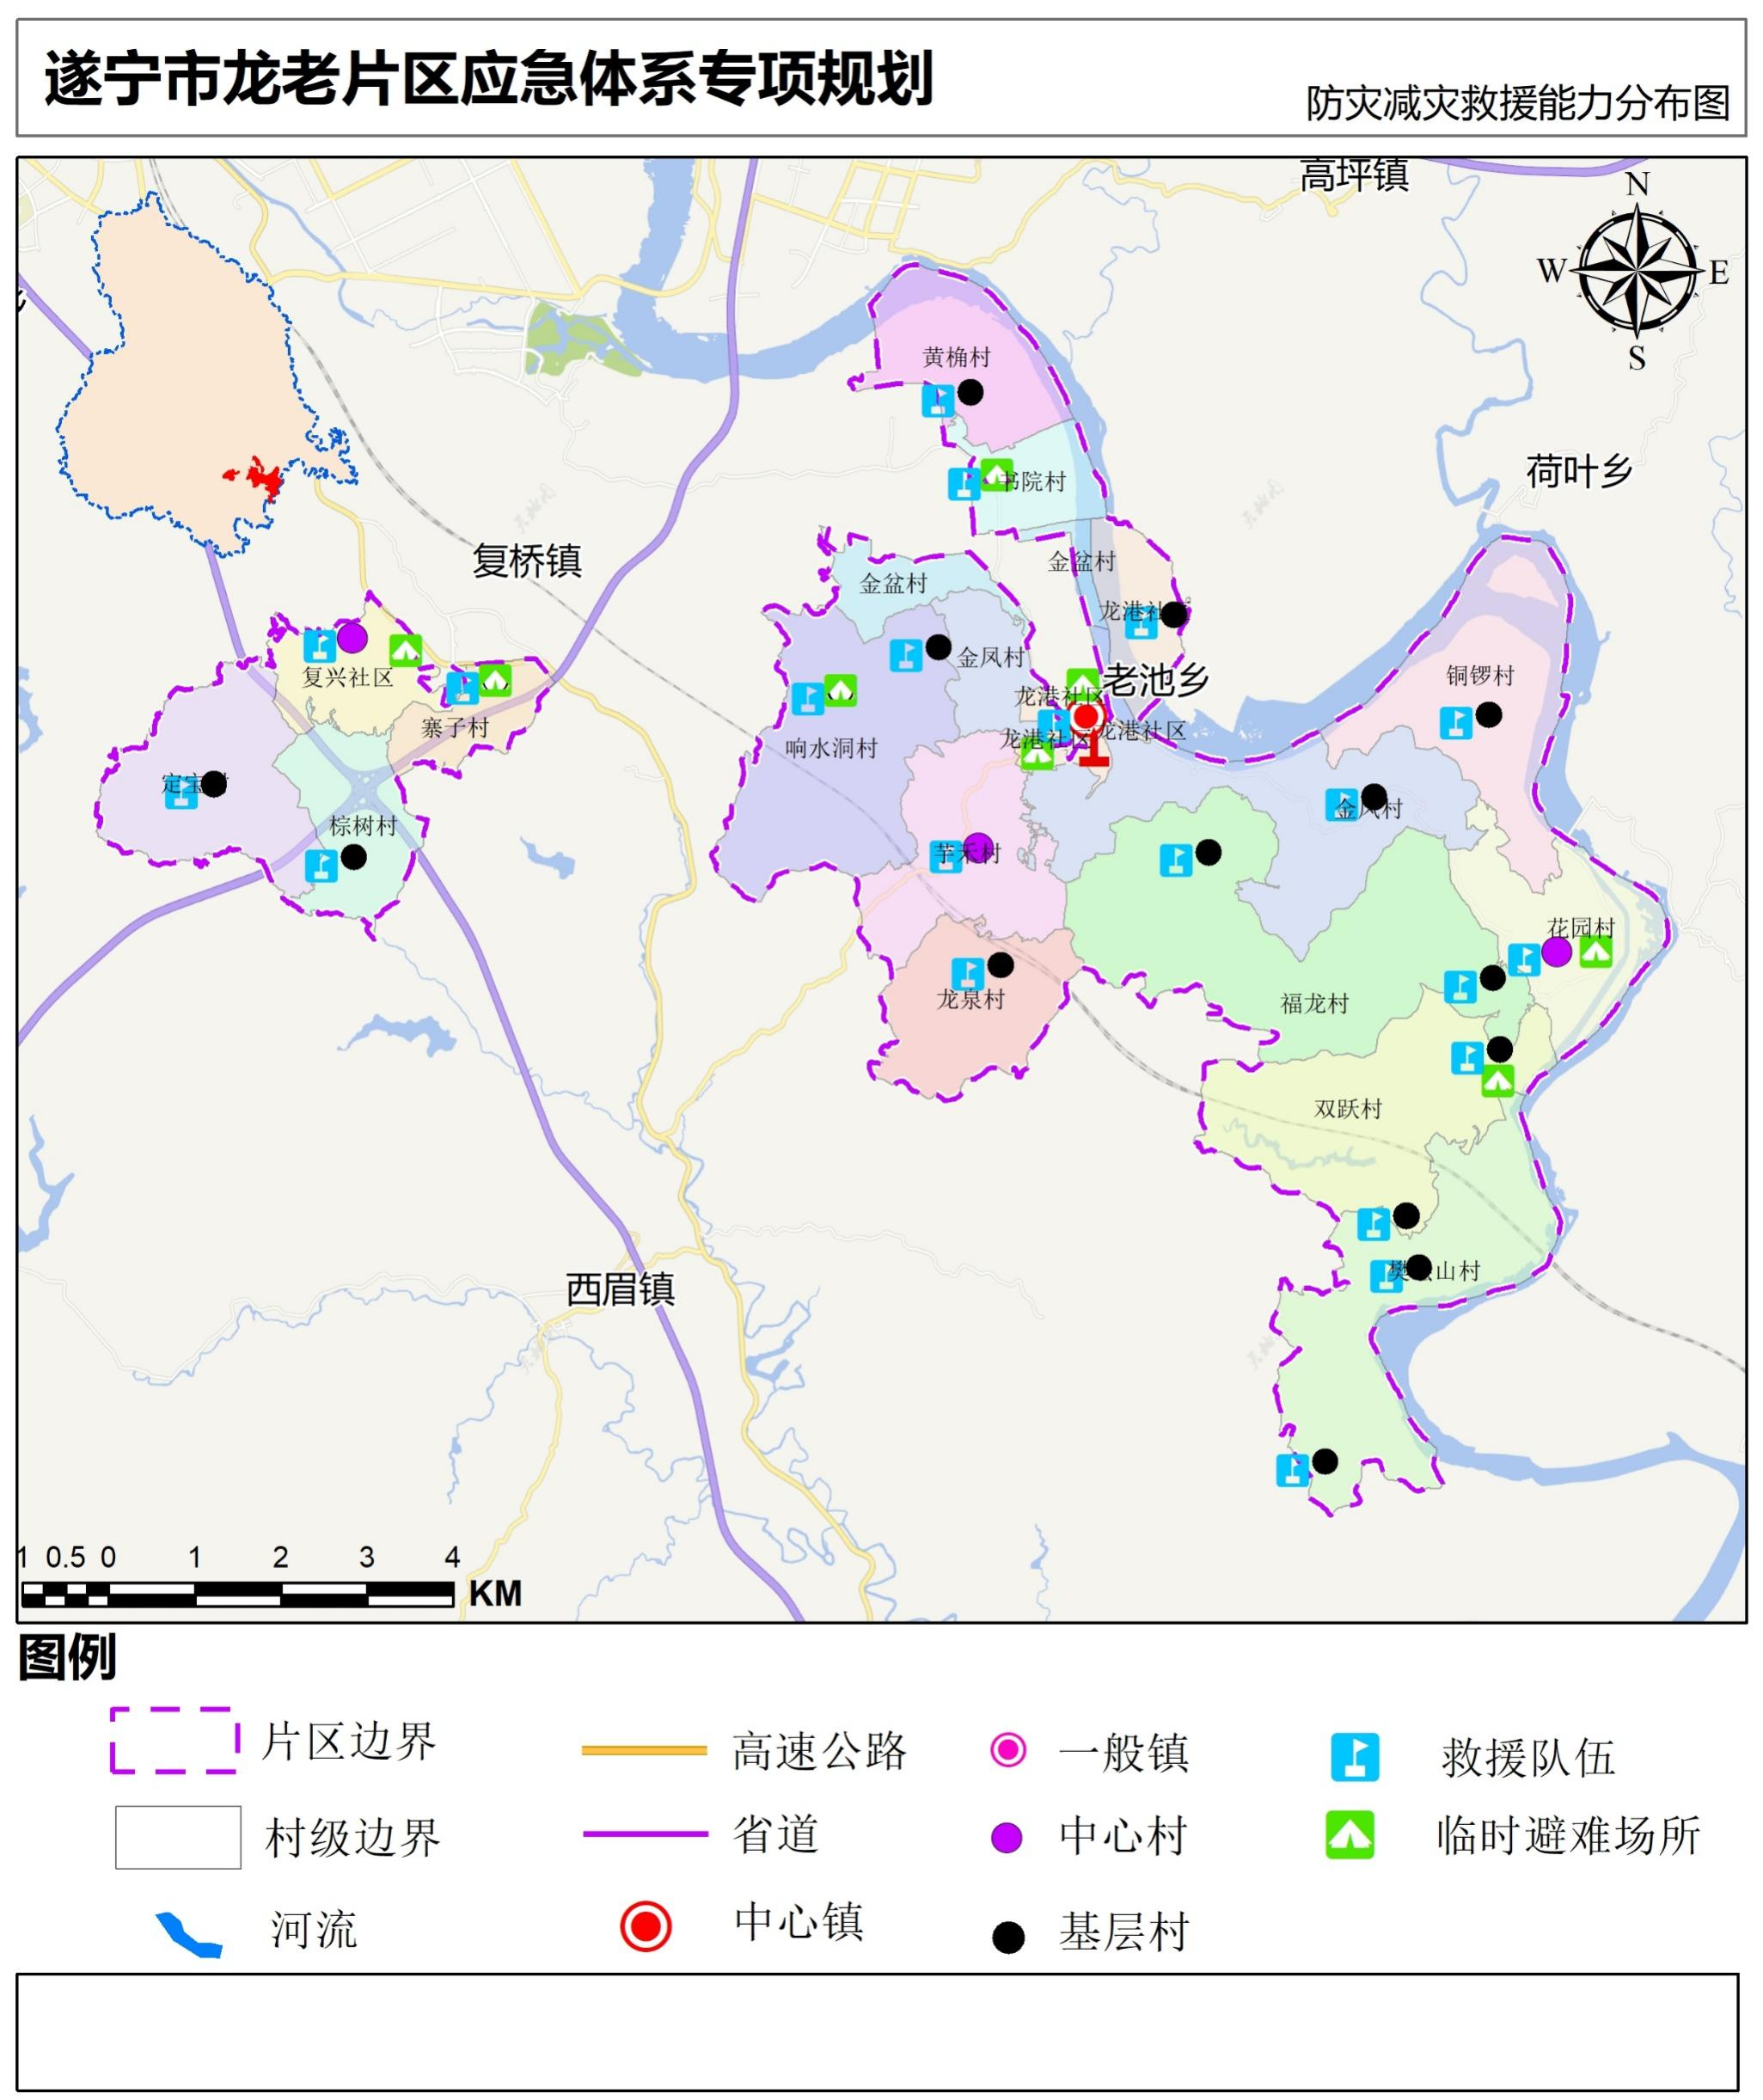 遂宁市龙老片区应急体系专项规划
防灾减灾救援能力分布图
高坪镇
N
W
E
S
黄桷村
荷叶乡
书院村
复桥镇
金盆村
金盆村
龙港社区
金凤村
铜锣村
复兴社区
老池乡
龙港社区
寨子村
龙港社区
龙港社区
响水洞村
1
定宝村
金凤村
棕树村
芋禾村
花园村
龙泉村
福龙村
双跃村
山村
西眉镇
1 0.5 0 1 2 3 4
KM
图例
片区边界
高速公路
一般镇
救援队伍
村级边界
省道
中心村
临时避难场所
河流
中心镇
基层村